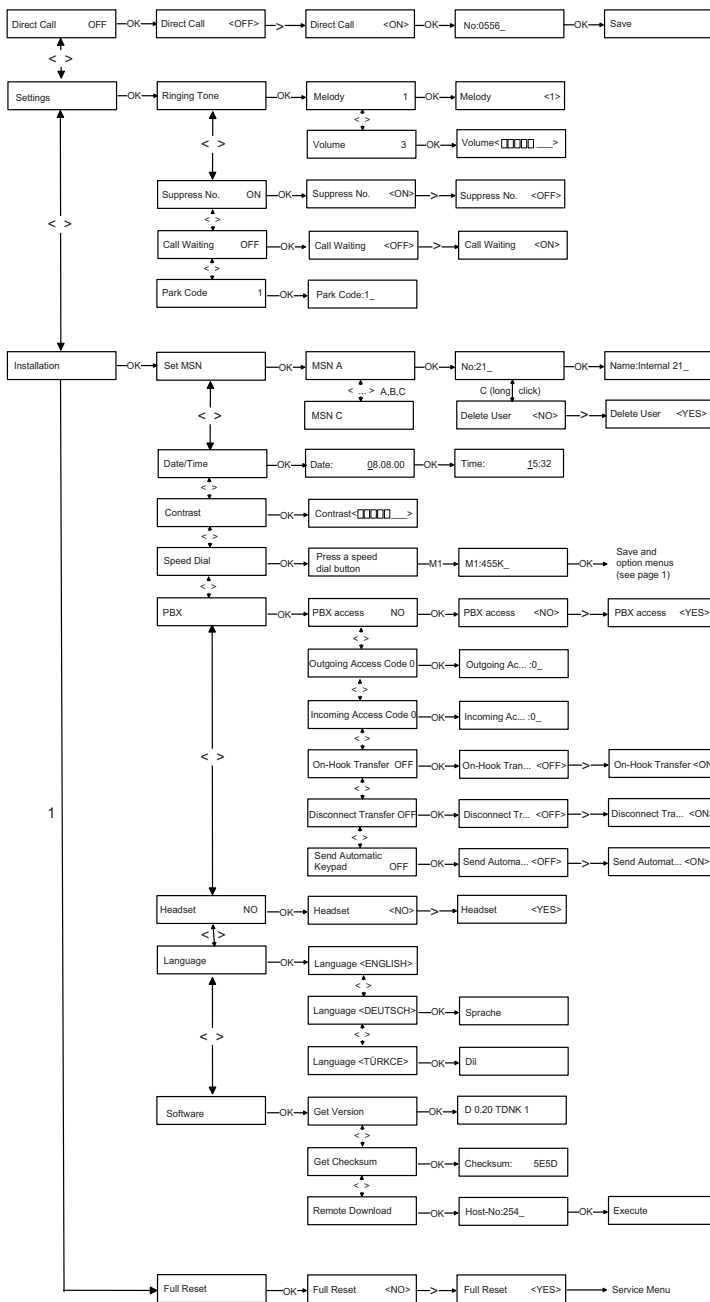 Direct Call OFF OK Direct Call <OFF> > Direct Call <ON> OK No:0556_ OK Save
< >
Settings OK Ringing Tone OK Melody 1 OK Melody <1>
< >
Volume 3 OK Volume< ___>
< >
Suppress No. ON OK Suppress No. <ON> > Suppress No. <OFF>
< >
< >
Call Waiting OFF OK Call Waiting <OFF> > Call Waiting <ON>
< >
Park Code 1 OK Park Code:1_
Installation OK Set MSN OK MSN A OK No:21_ OK Name:Internal 21_
< ... > A,B,C C (long click)
< >
MSN C Delete User <NO> > Delete User <YES>
Date/Time OK Date: 08.08.00 OK Time: 15:32
< >
Contrast OK Contrast< ___>
< >
Speed Dial OK Press a speed
dial button M1 M1:455K_ OK Save and
option menus
(see page 1)
< >
PBX OK PBX access NO OK PBX access <NO> > PBX access <YES>
< >
Outgoing Access Code 0 OK Outgoing Ac... :0_
< >
Incoming Access Code 0 OK Incoming Ac... :0_
< >
< >
On-Hook Transfer OFF OK On-Hook Tran... <OFF> > On-Hook Transfer <ON
< >
1
Disconnect Transfer OFF OK Disconnect Tr... <OFF> > Disconnect Tra... <ON>
< >
Send Automatic
Keypad OFF OK Send Automa... <OFF> > Send Automat... <ON>
Headset NO OK Headset <NO> > Headset <YES>
< >
Language OK Language <ENGLISH>
< >
Language <DEUTSCH> OK Sprache
< >
< >
Language <TÜRKCE> OK Dil
Software OK Get Version OK D 0.20 TDNK 1
< >
Get Checksum OK Checksum: 5E5D
< >
Remote Download OK Host-No:254_ OK Execute
Full Reset OK Full Reset <NO> > Full Reset <YES> Service Menu